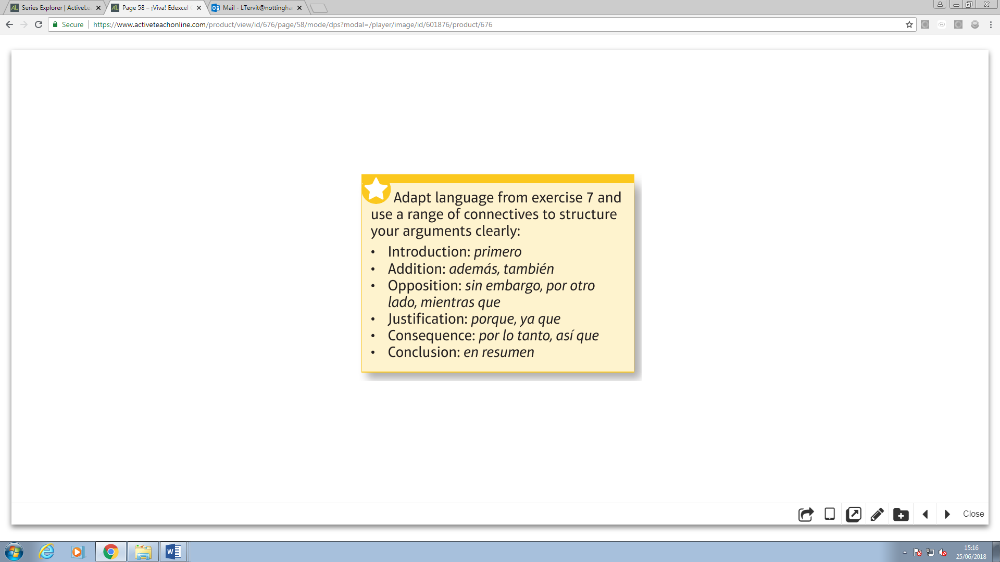 Series Explorer | ActiveLe
Page 58 – ¡Viva! Edexcel
Mail - LTervit@nottingha
Secure
https://www.activeteachonline.com/product/view/id/676/page/58/mode/dps?modal=/player/image/id/601876/product/676
Adapt language from exercise 7 and
use a range of connectives to structure
your arguments clearly:
• Introduction: primero
• Addition: además, también
• Opposition: sin embargo, por otro
lado, mientras que
• Justification: porque, ya que
• Consequence: por lo tanto, así que
• Conclusion: en resumen
Close
15:16
25/06/2018